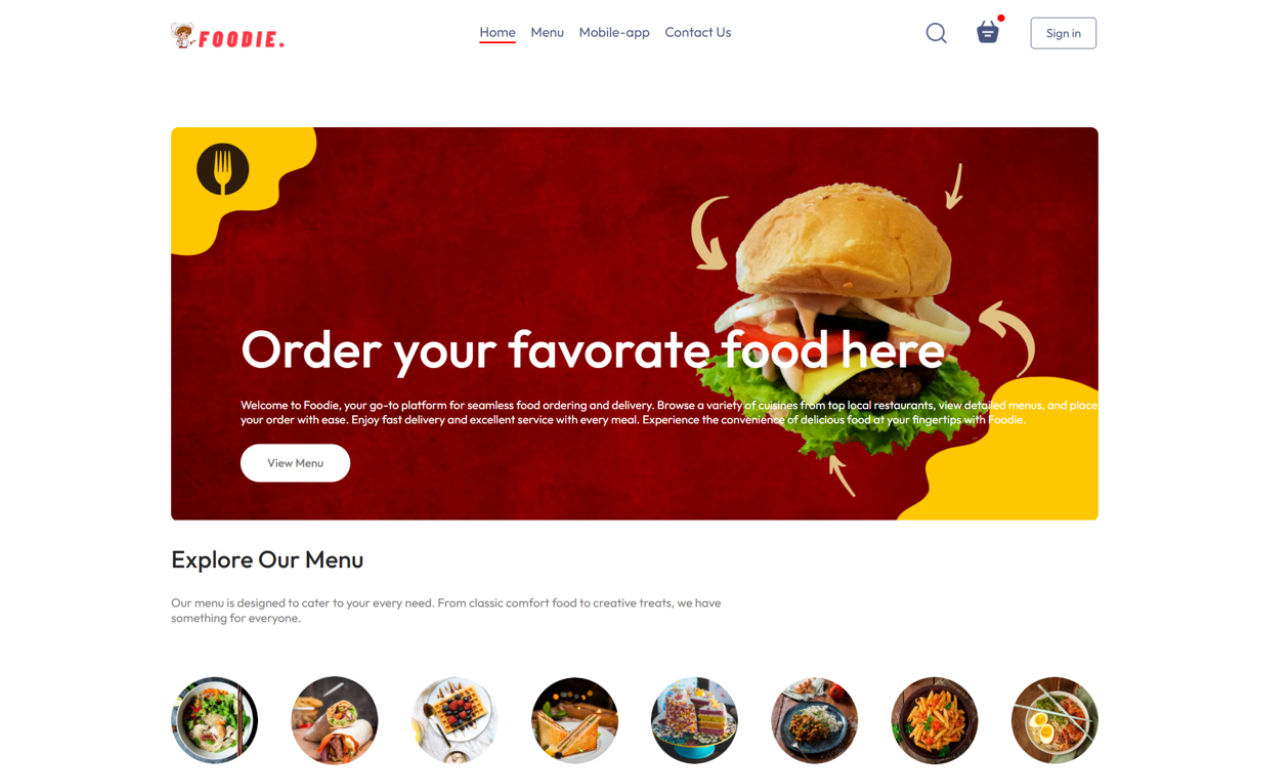 FOODIE.
Home Menu Mobile-app Contact Us
Sign in
Order your favorate food here
Welcome to Foodie, your go-to platform for seamless food ordering and delivery. Browse a variety of cuisines from top local restaurants, view detailed menus, and place
your order with ease. Enjoy fast delivery and excellent service with every meal. Experience the convenience of delicious food at your fingertips with Foodie.
View Menu
Explore Our Menu
Our menu is designed to cater to your every need. From classic comfort food to creative treats, we have
something for everyone.